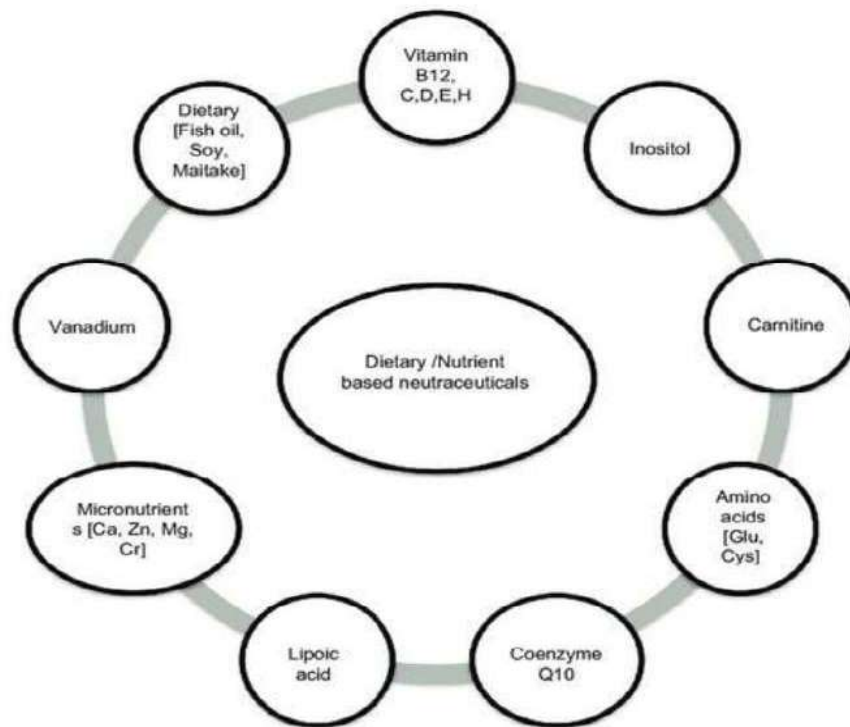 Vitamin
B12,
C,D,E,H
Dietary
[Fish oil,
Soy,
Maitake]
Inositol
Vanadium
Carnitine
Dietary /Nutrient
based neutraceuticals
Micronutrient
s [Ca, Zn, Mg,
Cr]
Amino
acids
[Glu,
Cys]
Lipoic
acid
Coenzyme
Q10